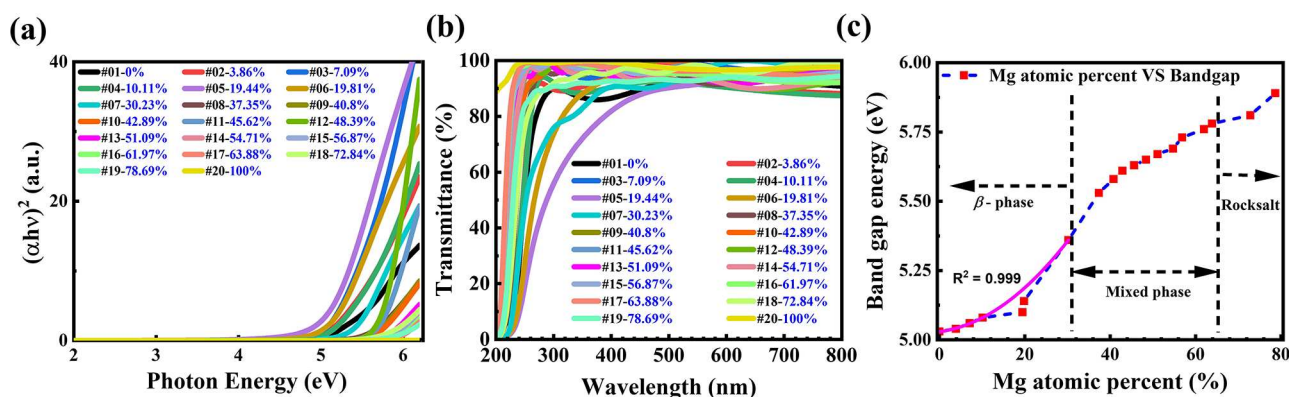 (a)
40
20
0
(αhν)² (a.u.)
#01-0% #02-3.86% #03-7.09%
#04-10.11% #05-19.44% #06-19.81%
#07-30.23% #08-37.35% #09-40.8%
#10-42.89% #11-45.62% #12-48.39%
#13-51.09% #14-54.71% #15-56.87%
#16-61.97% #17-63.88% #18-72.84%
#19-78.69% #20-100%
2 3 4 5 6
Photon Energy (eV)
(b)
100
80
60
40
20
0
Transmittance (%)
#01-0% #02-3.86%
#03-7.09% #04-10.11%
#05-19.44% #06-19.81%
#07-30.23% #08-37.35%
#09-40.8% #10-42.89%
#11-45.62% #12-48.39%
#13-51.09% #14-54.71%
#15-56.87% #16-61.97%
#17-63.88% #18-72.84%
#19-78.69% #20-100%
200 300 400 500 600 700 800
Wavelength (nm)
(c)
6.00
5.75
5.50
5.25
5.00
Band gap energy (eV)
Mg atomic percent VS Bandgap
β- phase
Rocksalt
R² = 0.999
Mixed phase
0 20 40 60 80
Mg atomic percent (%)